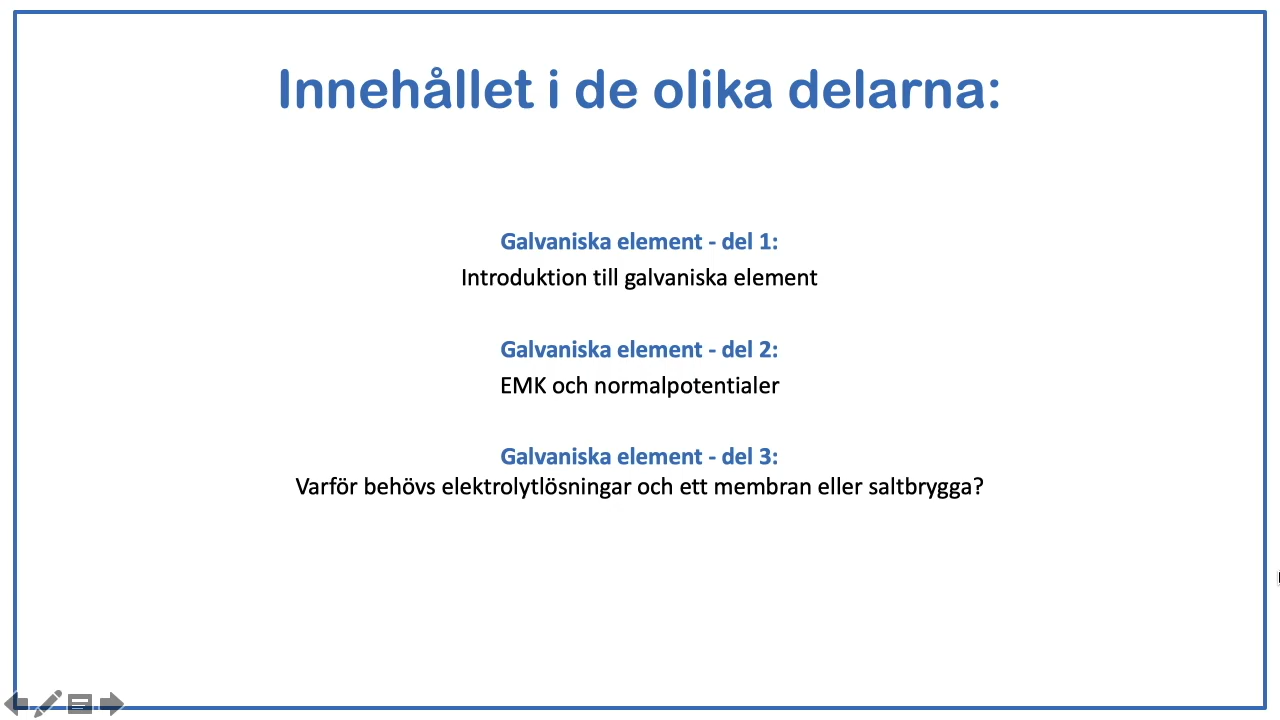 Innehållet i de olika delarna:
Galvaniska element - del 1:
Introduktion till galvaniska element
Galvaniska element - del 2:
EMK och normalpotentialer
Galvaniska element - del 3:
Varför behövs elektrolytlösningar och ett membran eller saltbrygga?